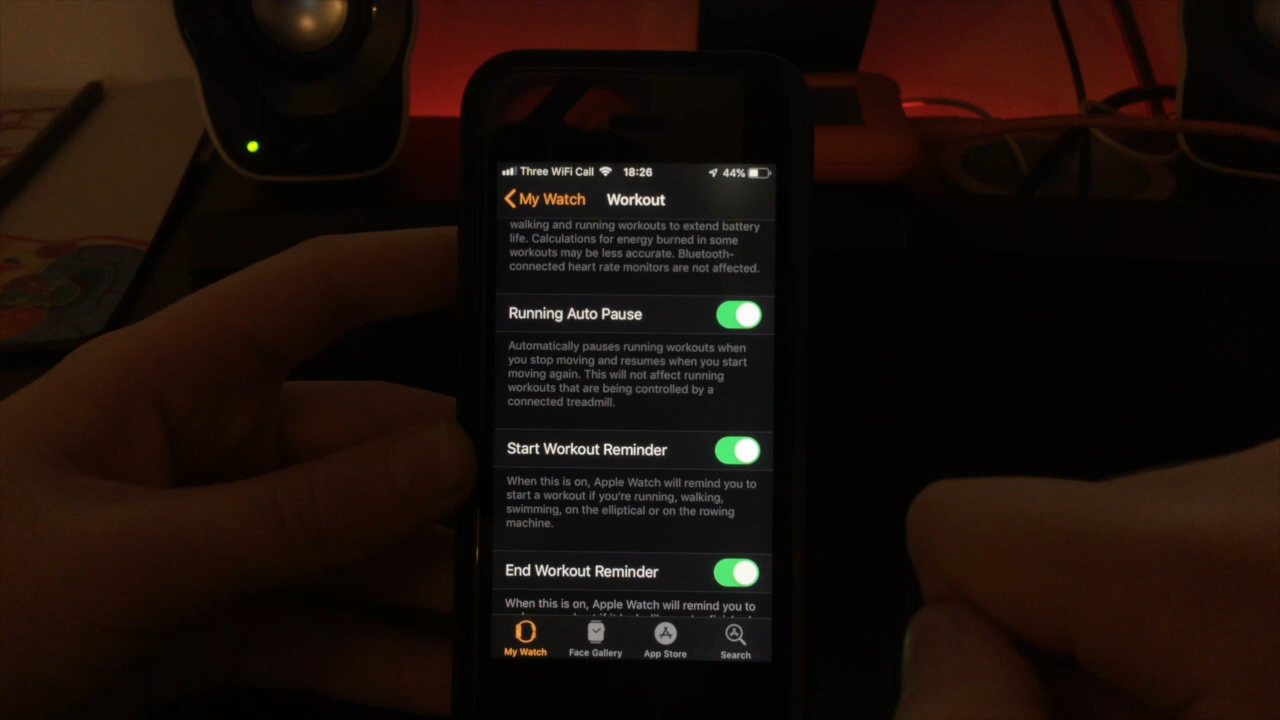 Three WiFi Call 18:26 44%
My Watch Workout
walking and running workouts to extend battery
life. Calculations for energy burned in some
workouts may be less accurate. Bluetooth-
connected heart rate monitors are not affected.
Running Auto Pause
Automatically pauses running workouts when
you stop moving and resumes when you start
moving again. This will not affect running
workouts that are being controlled by a
connected treadmill.
Start Workout Reminder
When this is on, Apple Watch will remind you to
start a workout if you're running, walking,
swimming, on the elliptical or on the rowing
machine.
End Workout Reminder
When this is on, Apple Watch will remind you to
My Watch Face Gallery App Store Search